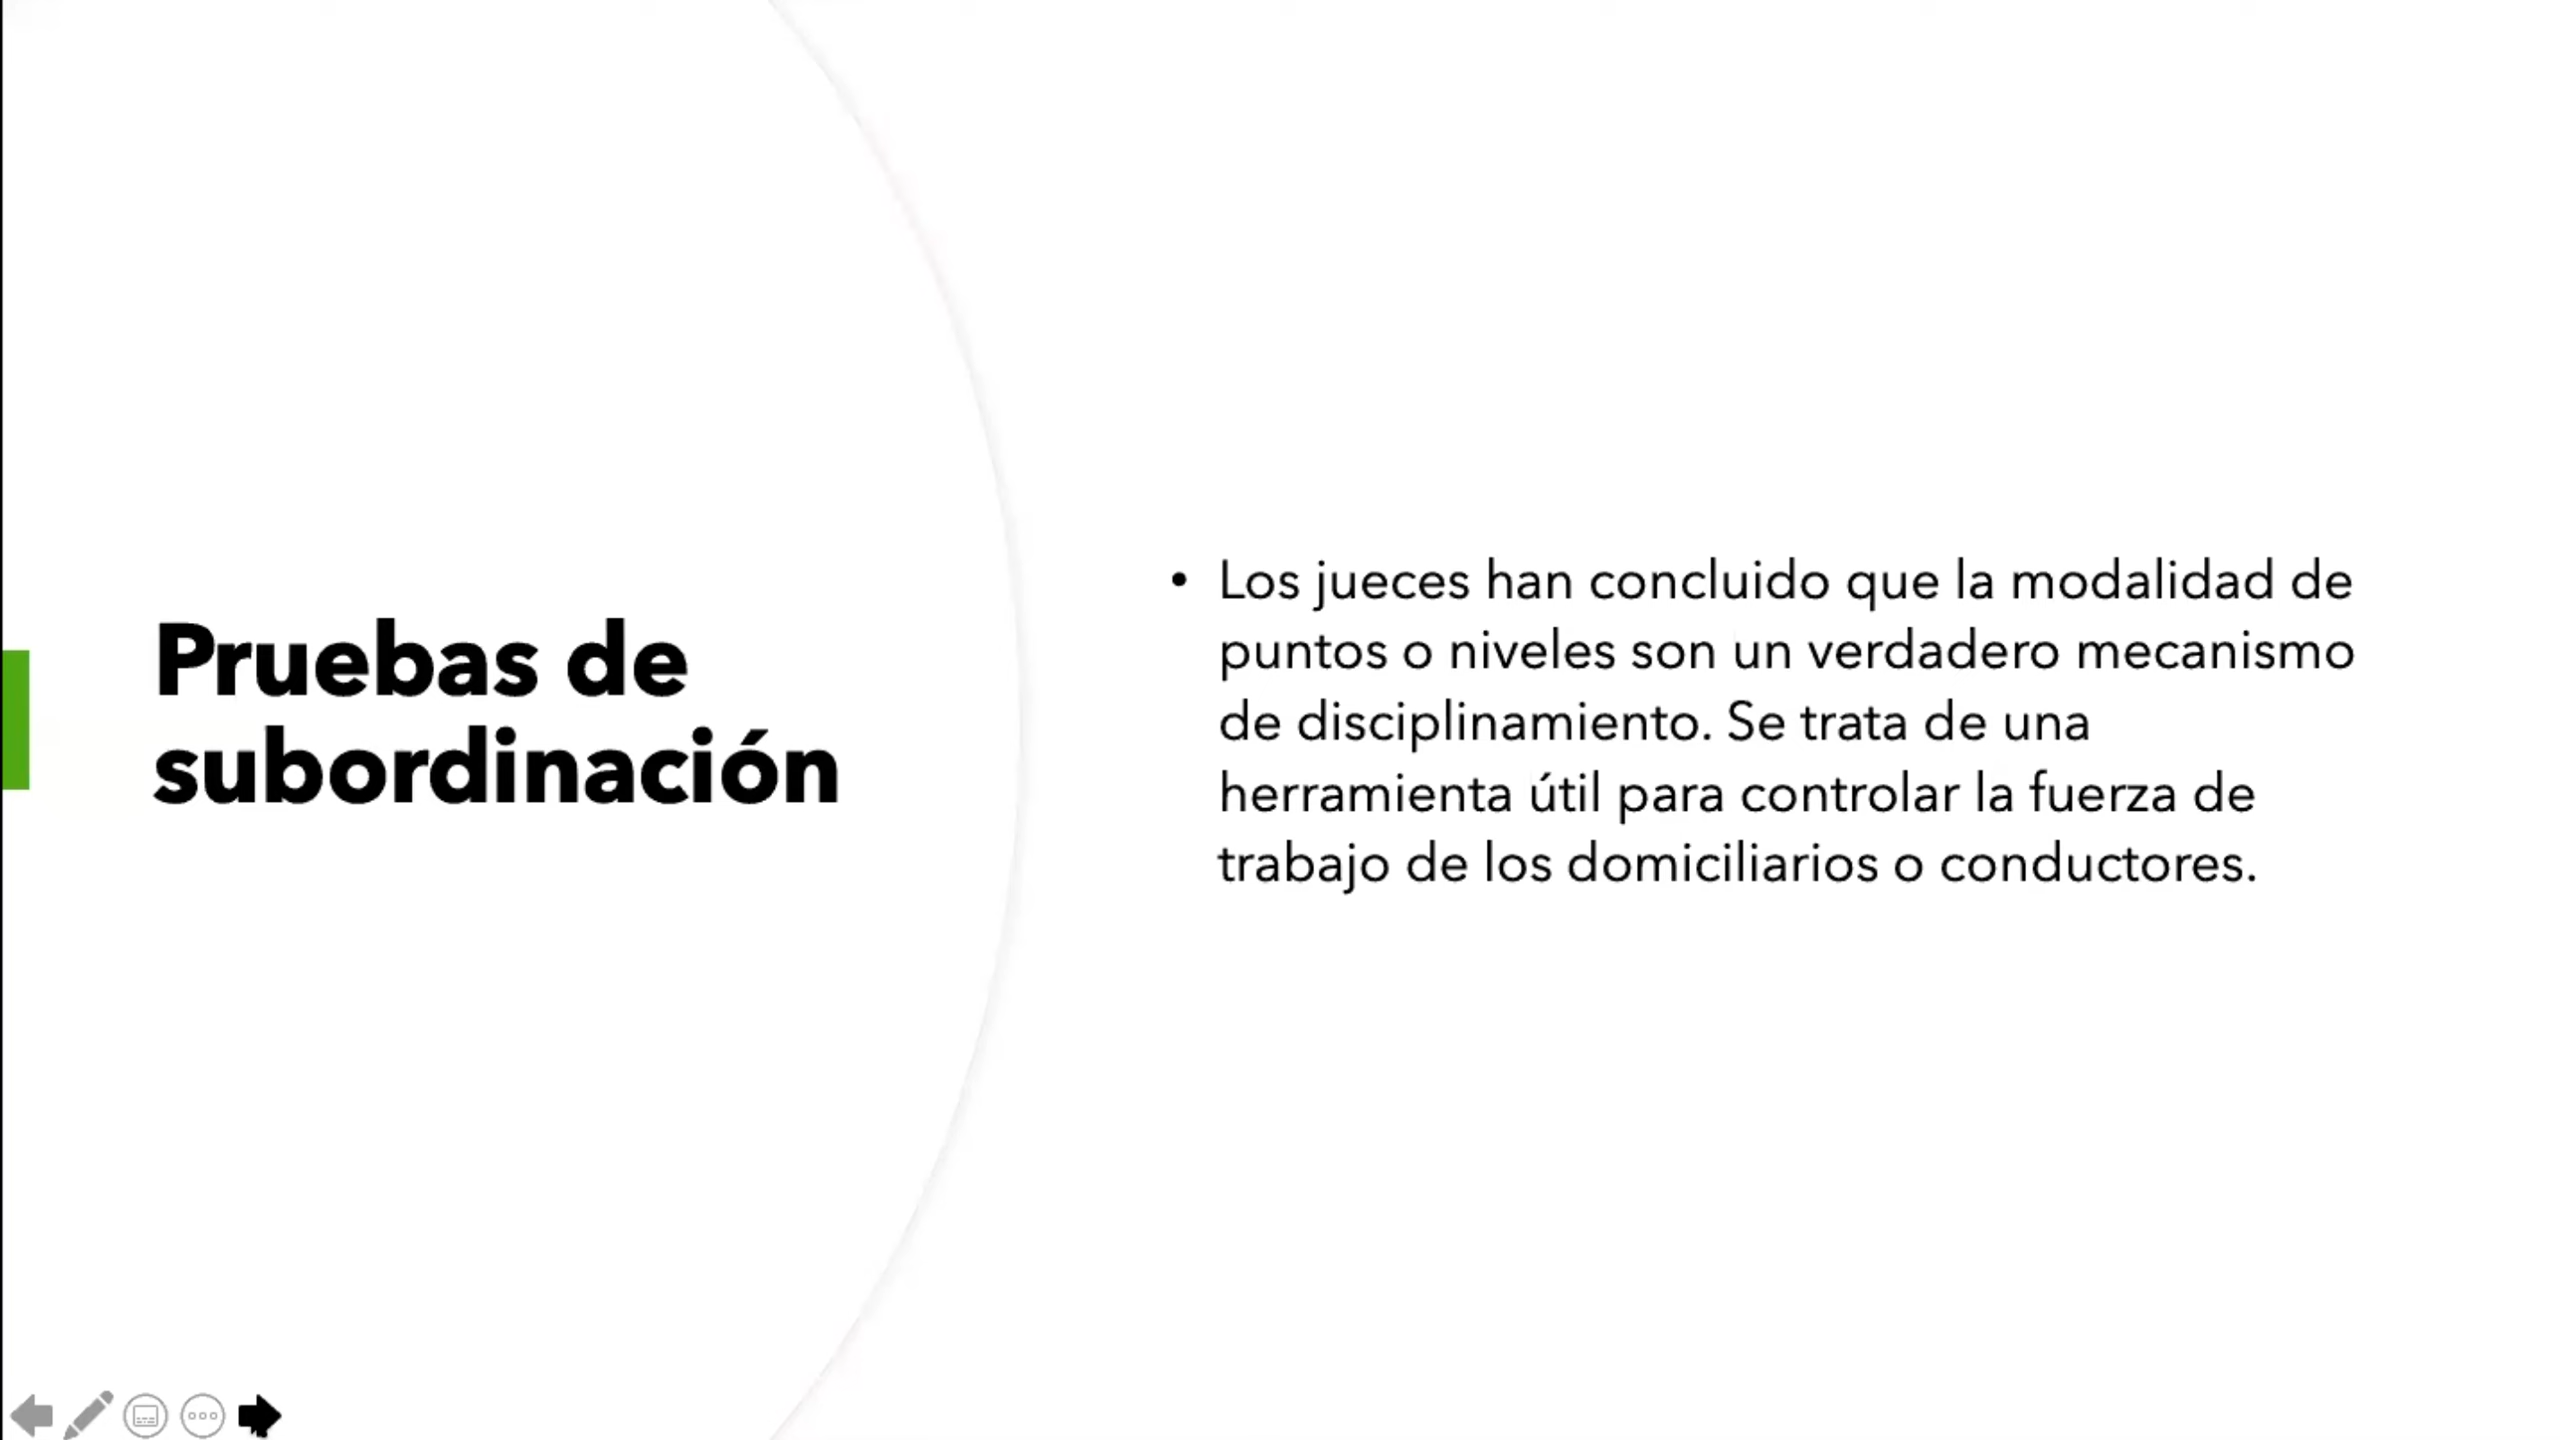 Pruebas de
subordinación
• Los jueces han concluido que la modalidad de
puntos o niveles son un verdadero mecanismo
de disciplinamiento. Se trata de una
herramienta útil para controlar la fuerza de
trabajo de los domiciliarios o conductores.